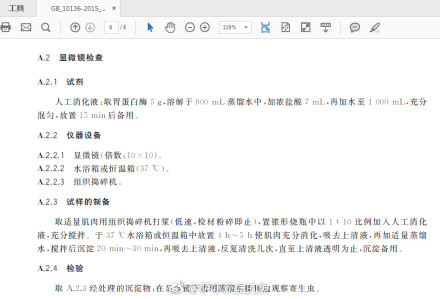 工具
GB_10136-2015_...
6 / 6
119%
A.2 显微镜检查
A.2.1 试剂
人工消化液:取胃蛋白酶 5 g,溶解于 900 mL 蒸馏水中,加浓盐酸 7 mL,再加水至 1 000 mL,充分
混匀,放置 15 min后备用。
A.2.2 仪器设备
A.2.2.1 显微镜(倍数:10×10)。
A.2.2.2 水浴箱或恒温箱(37 ℃)。
A.2.2.3 组织捣碎机。
A.2.3 试样的制备
取适量肌肉用组织捣碎机打浆(低速,检材粉碎即止),置锥形烧瓶中以 1∶10 比例加入人工消化
液,充分搅拌。于 37 ℃水浴箱或恒温箱中放置 4 h～5 h 使肌肉充分消化,吸去上清液,再加适量蒸馏
水,搅拌后沉淀 20 min～30 min,再吸去上清液,反复清洗几次,直至上清液透明为止,沉淀备用。
A.2.4 检验
取 A.2.3 经处理的沉淀物,在显微镜下观察寄生虫。